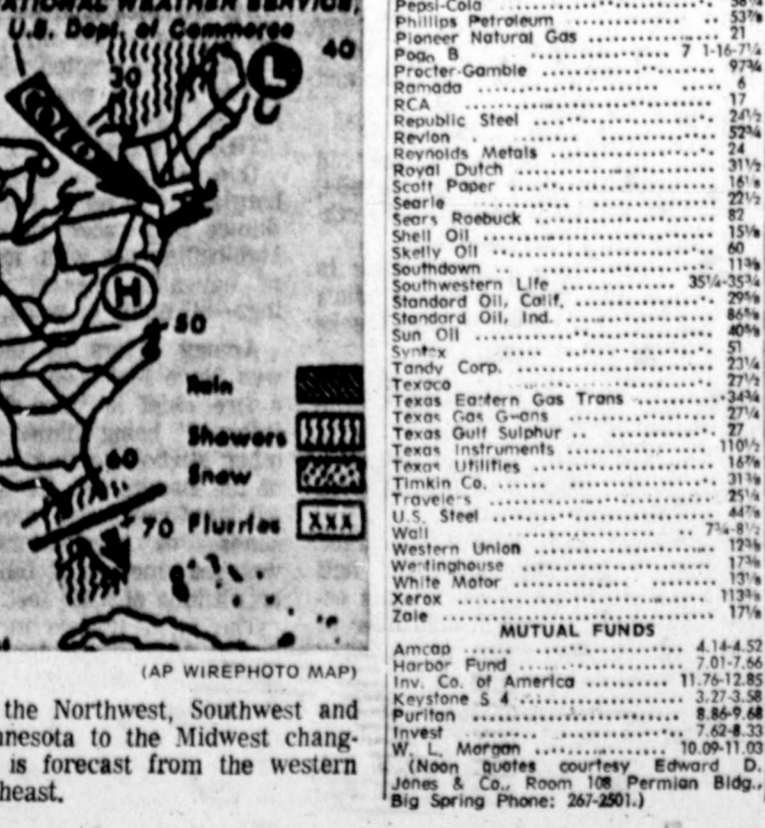 NATIONAL WEATHER SERVICE,
U.S. Dept. of Commerce
40
L
30
H
50
Rain
Showers
60
Snow
70
Flurries
XXX
(AP WIREPHOTO MAP)
the Northwest, Southwest and
nnesota to the Midwest chang-
is forecast from the western
heast.
Pepsi-Cola 58¼
Phillips Petroleum 53⅞
Pioneer Natural Gas 21
B 7 1-16-7¼
Procter-Gamble 97¾
Ramada 6
RCA 17
Republic Steel 24½
Revlon 52¾
Reynolds Metals 24
Royal Dutch 31½
Scott Paper 16⅛
Searle 22½
Sears Roebuck 82
Shell Oil 15⅛
Skelly Oil 60
Southdown 11⅜
Southwestern Life 35¼-35¾
Standard Oil, Calif. 29⅝
Standard Oil, Ind. 86⅝
Sun Oil 40⅝
Syntex 51
Tandy Corp. 23¼
Texaco 27½
Texas Eastern Gas Trans 34¾
Texas Gas 27¼
Texas Gulf Sulphur 27
Texas Instruments 110½
Texas Utilities 16⅞
Timkin Co. 31⅜
Travelers 25¼
U.S. Steel 44⅞
Wall 7¾-8½
Western Union 12⅜
Westinghouse 17⅜
White Motor 13⅛
Xerox 113⅜
Zale 17⅛
MUTUAL FUNDS
Amcap 4.14-4.52
Harbor Fund 7.01-7.66
Inv. Co. of America 11.76-12.85
Keystone S 4 3.27-3.58
Puritan 8.86-9.68
Invest 7.62-8.33
W. L. Morgan 10.09-11.03
(Noon quotes courtesy Edward D.
Jones & Co., Room 108 Permian Bldg.,
Big Spring Phone: 267-2501.)